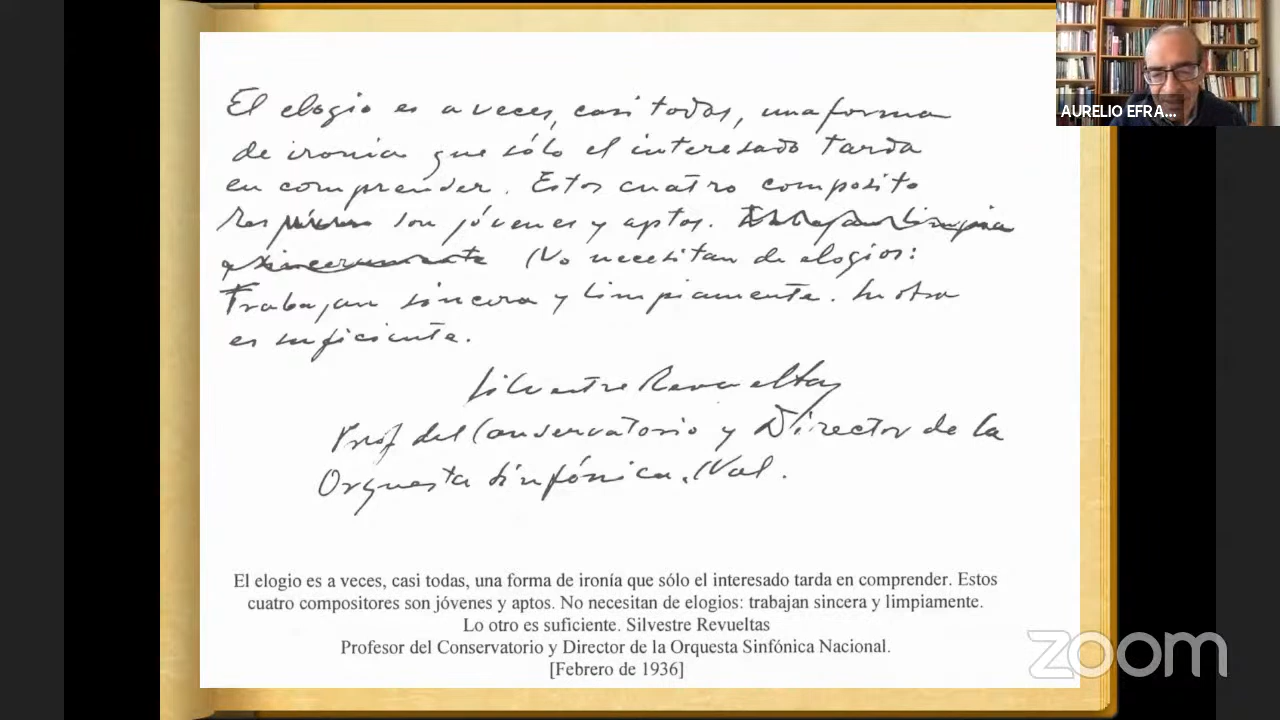 AURELIO EFRA...
El elogio es a veces, casi todas, una forma
de ironía que sólo el interesado tarda
en comprender. Estos cuatro composito
res son jóvenes y aptos. Trabajan limpia
y sinceramente No necesitan de elogios:
Trabajan sincera y limpiamente.
es suficiente.
Silvestre Revueltas
Prof del Conservatorio y Director de la
Orquesta Sinfónica. Nal.
El elogio es a veces, casi todas, una forma de ironía que sólo el interesado tarda en comprender. Estos
cuatro compositores son jóvenes y aptos. No necesitan de elogios: trabajan sincera y limpiamente.
Lo otro es suficiente. Silvestre Revueltas
Profesor del Conservatorio y Director de la Orquesta Sinfónica Nacional.
[Febrero de 1936]
zoom